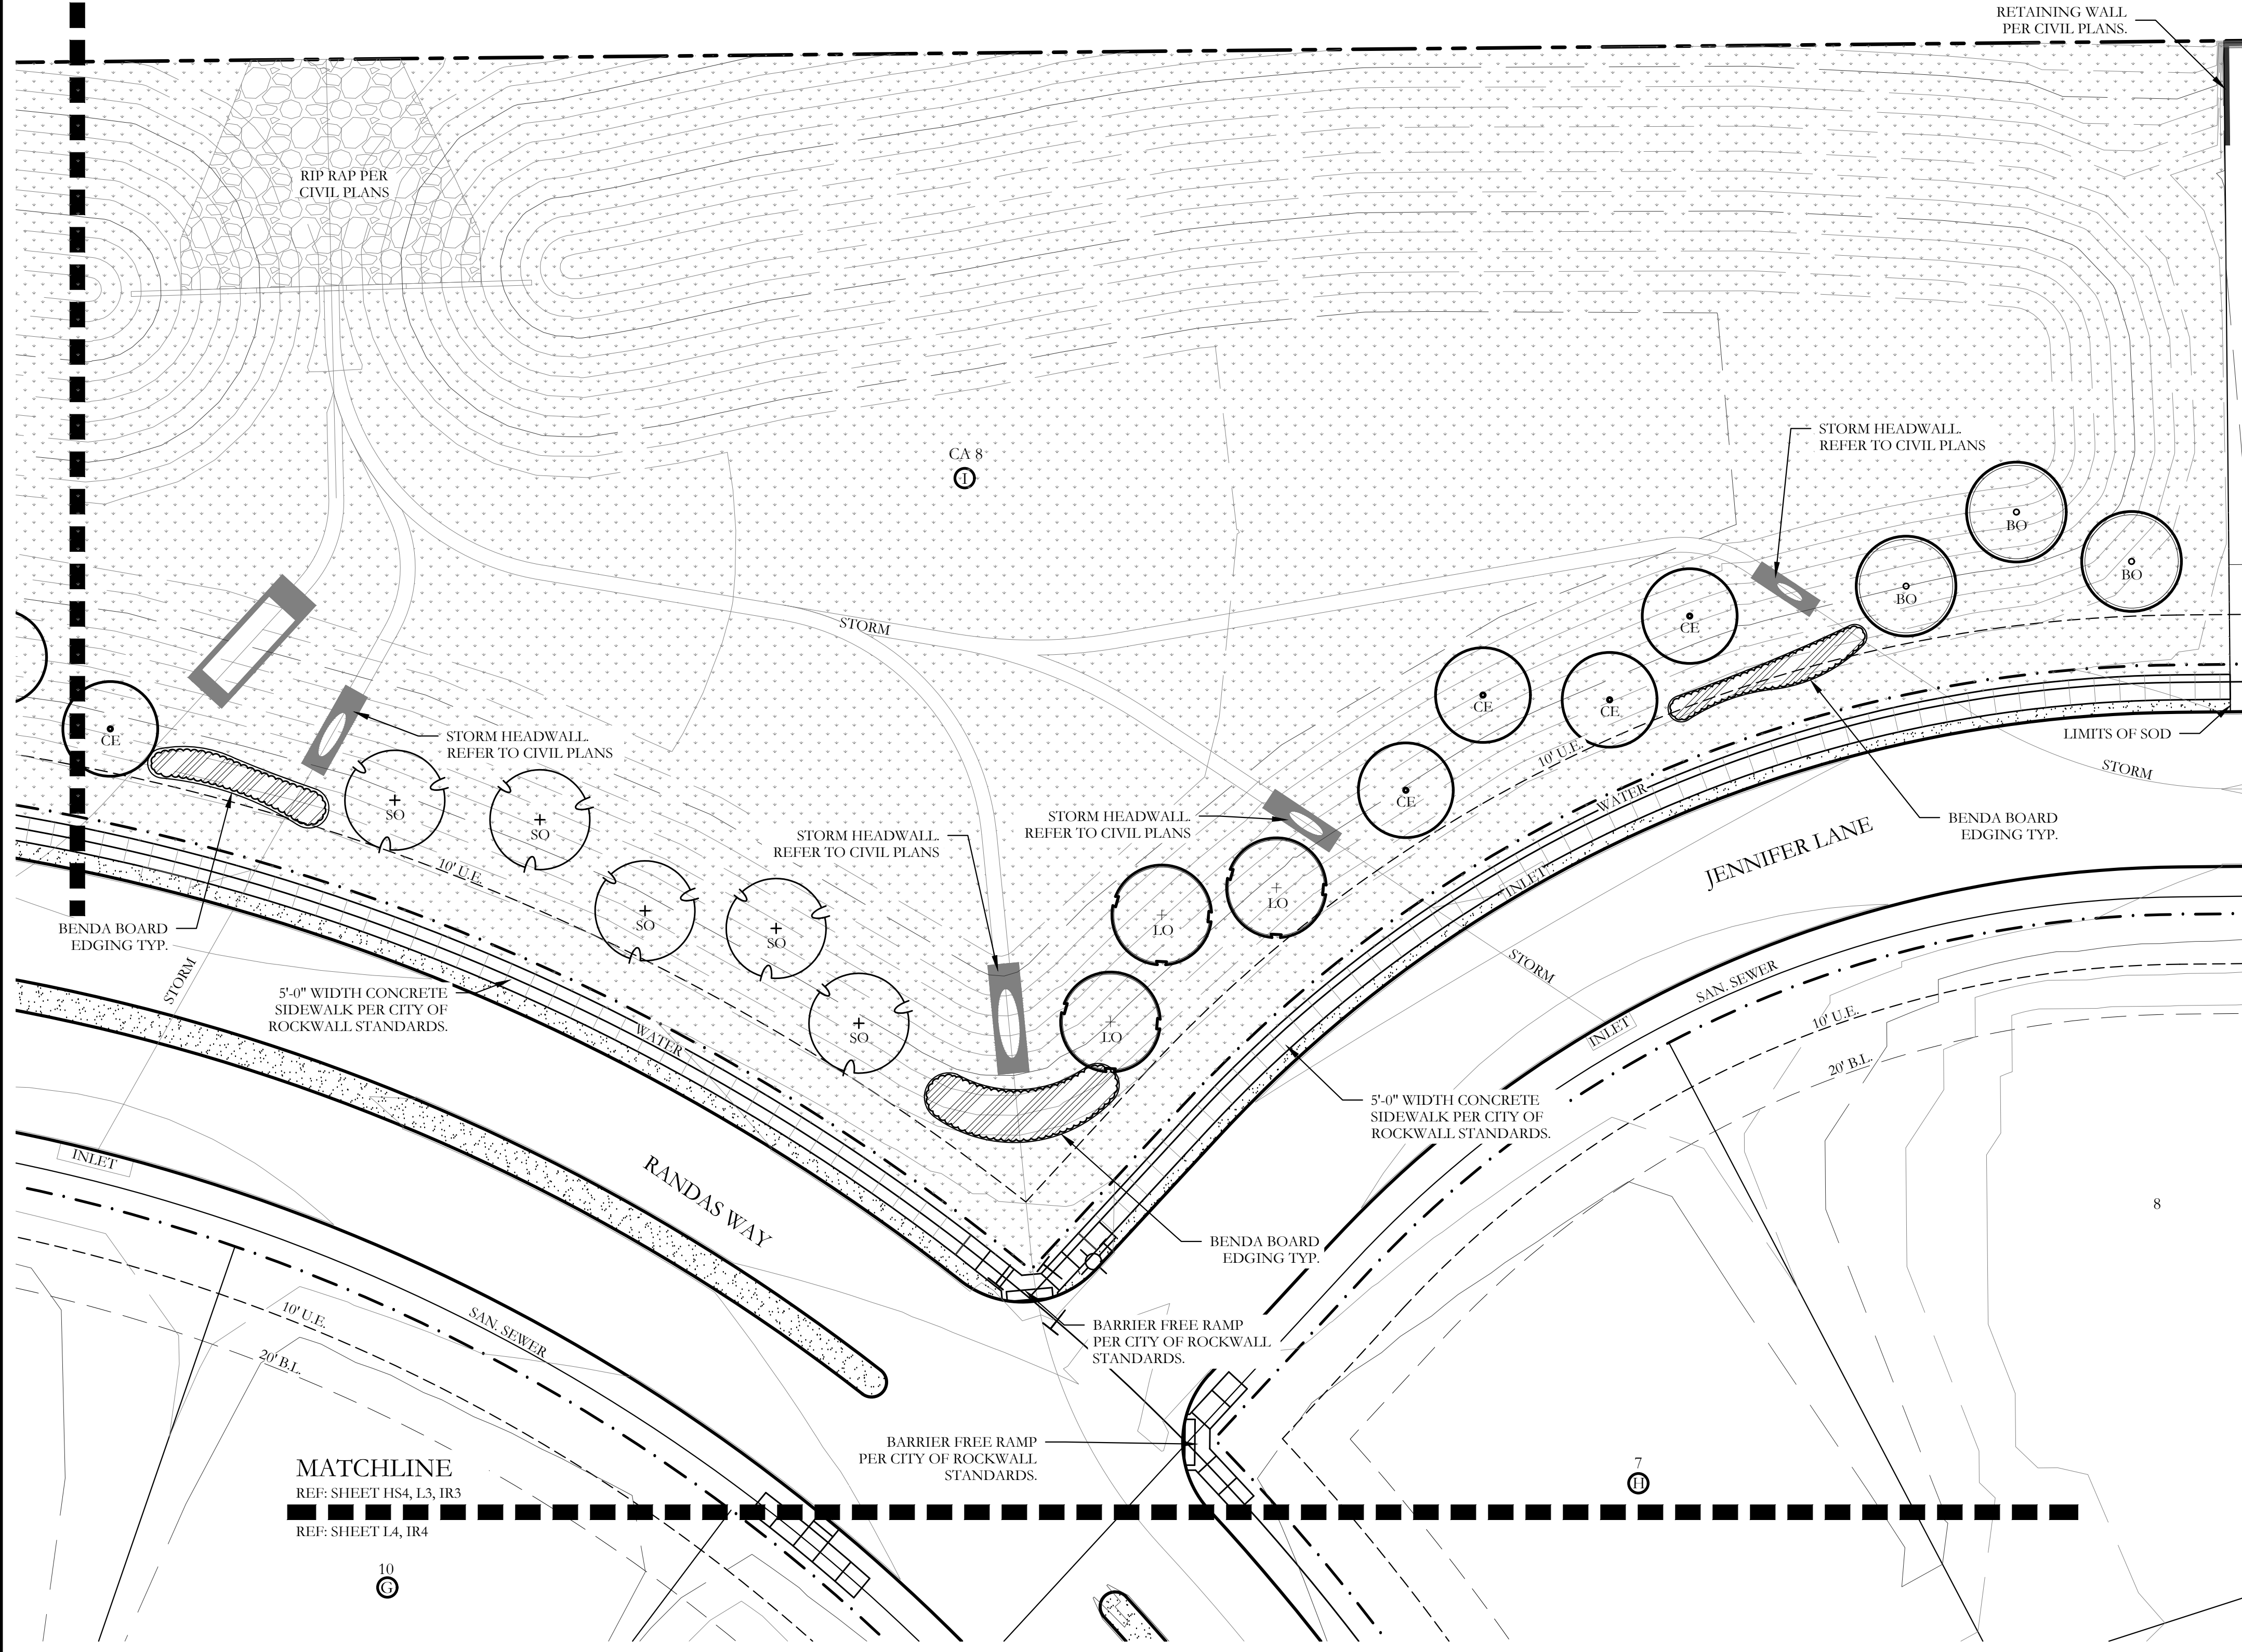 RETAINING WALL
PER CIVIL PLANS.
RIP RAP PER
CIVIL PLANS
STORM HEADWALL.
REFER TO CIVIL PLANS
CA 8
I
BO
BO
BO
STORM
CE
CE
CE
CE
CE
STORM HEADWALL.
REFER TO CIVIL PLANS
LIMITS OF SOD
10' U.E.
STORM
WATER
SO
SO
SO
SO
SO
STORM HEADWALL.
REFER TO CIVIL PLANS
STORM HEADWALL.
REFER TO CIVIL PLANS
BENDA BOARD
EDGING TYP.
JENNIFER LANE
10' U.E.
INLET
LO
LO
LO
BENDA BOARD
EDGING TYP.
STORM
STORM
SAN. SEWER
5'-0" WIDTH CONCRETE
SIDEWALK PER CITY OF
ROCKWALL STANDARDS.
WATER
INLET
10' U.E.
20' B.L.
5'-0" WIDTH CONCRETE
SIDEWALK PER CITY OF
ROCKWALL STANDARDS.
INLET
RANDAS WAY
8
BENDA BOARD
EDGING TYP.
10' U.E.
SAN. SEWER
20' B.L.
BARRIER FREE RAMP
PER CITY OF ROCKWALL
STANDARDS.
BARRIER FREE RAMP
PER CITY OF ROCKWALL
STANDARDS.
MATCHLINE
REF: SHEET HS4, L3, IR3
7
H
REF: SHEET L4, IR4
10
G